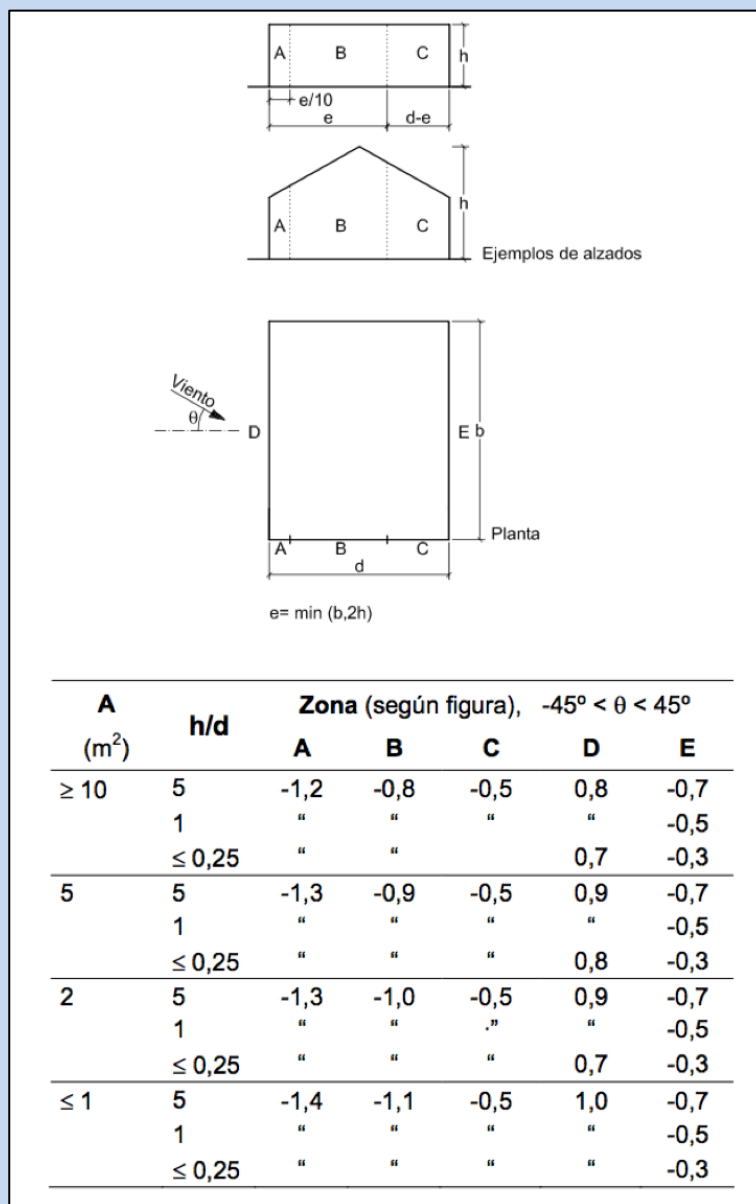 A B C h
e/10
e d-e
A B C h
Ejemplos de alzados
Viento
θ
D E b
Planta
A B C
d
e= min (b,2h)
A h/d Zona (según figura), -45º < θ < 45º
(m²) A B C D E
≥ 10 5 -1,2 -0,8 -0,5 0,8 -0,7
1 “ “ “ “ -0,5
≤ 0,25 “ “ 0,7 -0,3
5 5 -1,3 -0,9 -0,5 0,9 -0,7
1 “ “ “ “ -0,5
≤ 0,25 “ “ “ 0,8 -0,3
2 5 -1,3 -1,0 -0,5 0,9 -0,7
1 “ “ .” “ -0,5
≤ 0,25 “ “ “ 0,7 -0,3
≤ 1 5 -1,4 -1,1 -0,5 1,0 -0,7
1 “ “ “ “ -0,5
≤ 0,25 “ “ “ “ -0,3